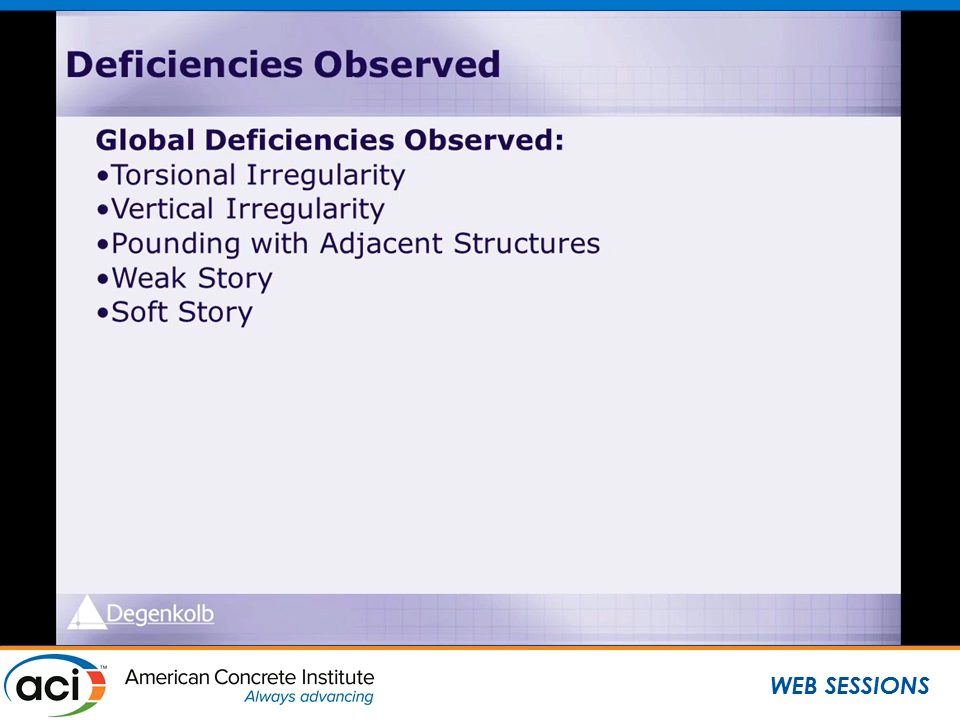 Deficiencies Observed
Global Deficiencies Observed:
•Torsional Irregularity
•Vertical Irregularity
•Pounding with Adjacent Structures
•Weak Story
•Soft Story
Degenkolb
aci™
American Concrete Institute
Always advancing
WEB SESSIONS